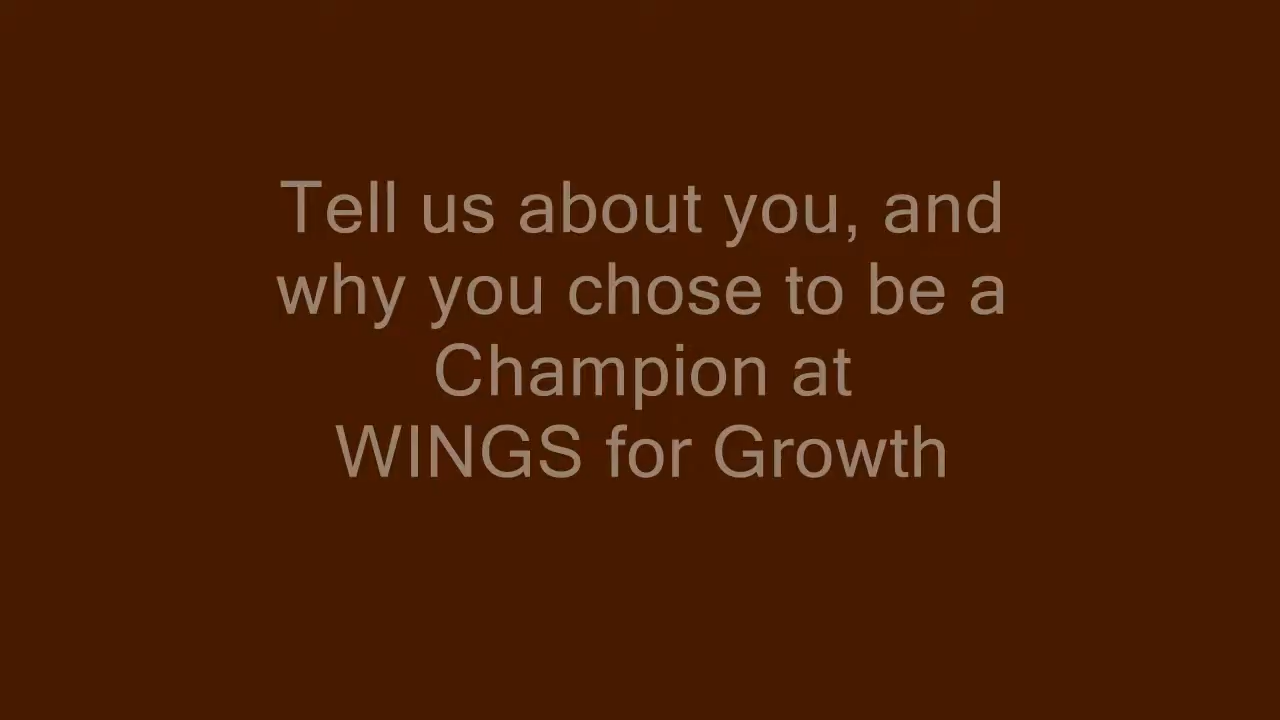 Tell us about you, and
why you chose to be a
Champion at
WINGS for Growth